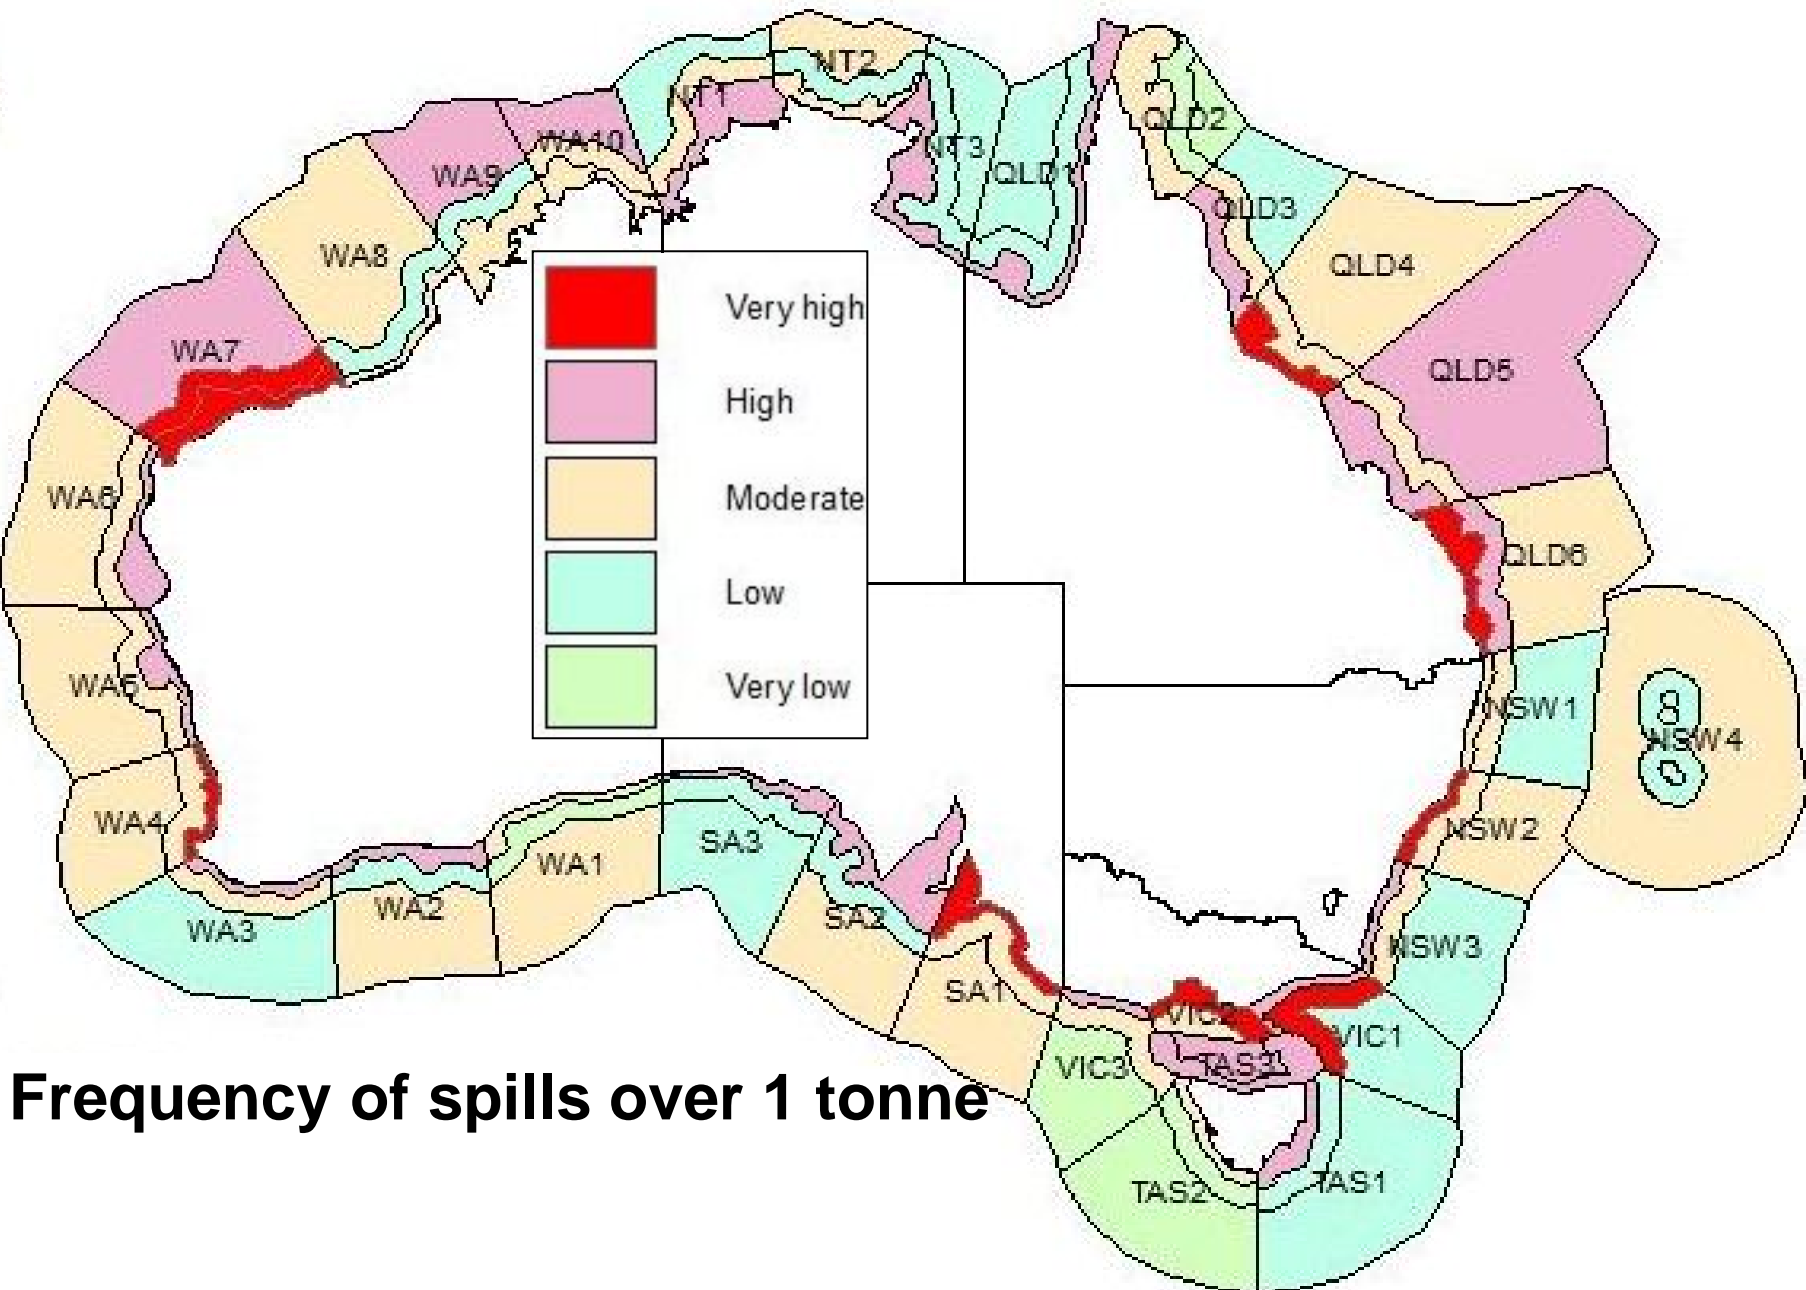 NT2
NT1
WA10
WA9
NT3
QLD1
QLD2
QLD3
QLD4
QLD5
WA8
WA7
Very high
High
Moderate
Low
Very low
WA6
QLD6
WA5
NSW1
NSW4
WA4
NSW2
SA3
WA1
WA2
WA3
SA2
NSW3
SA1
VIC2
VIC1
VIC3
TAS3
Frequency of spills over 1 tonne
TAS2
TAS1